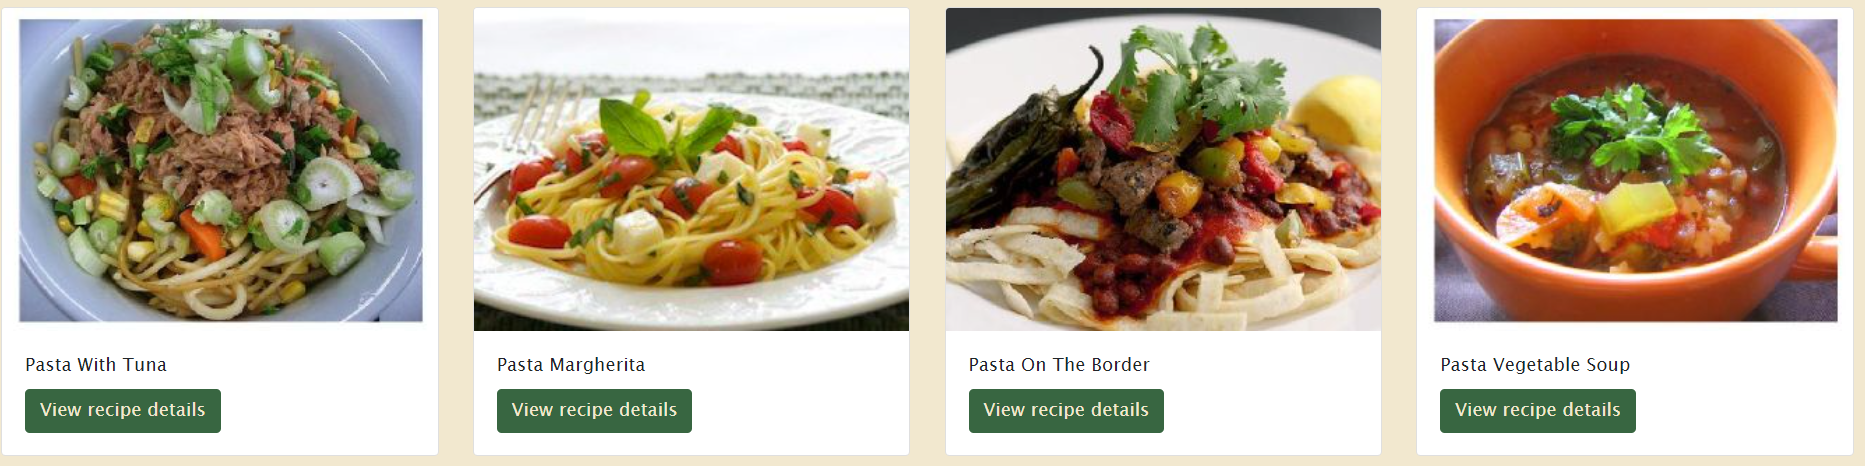 Pasta With Tuna
View recipe details
Pasta Margherita
View recipe details
Pasta On The Border
View recipe details
Pasta Vegetable Soup
View recipe details